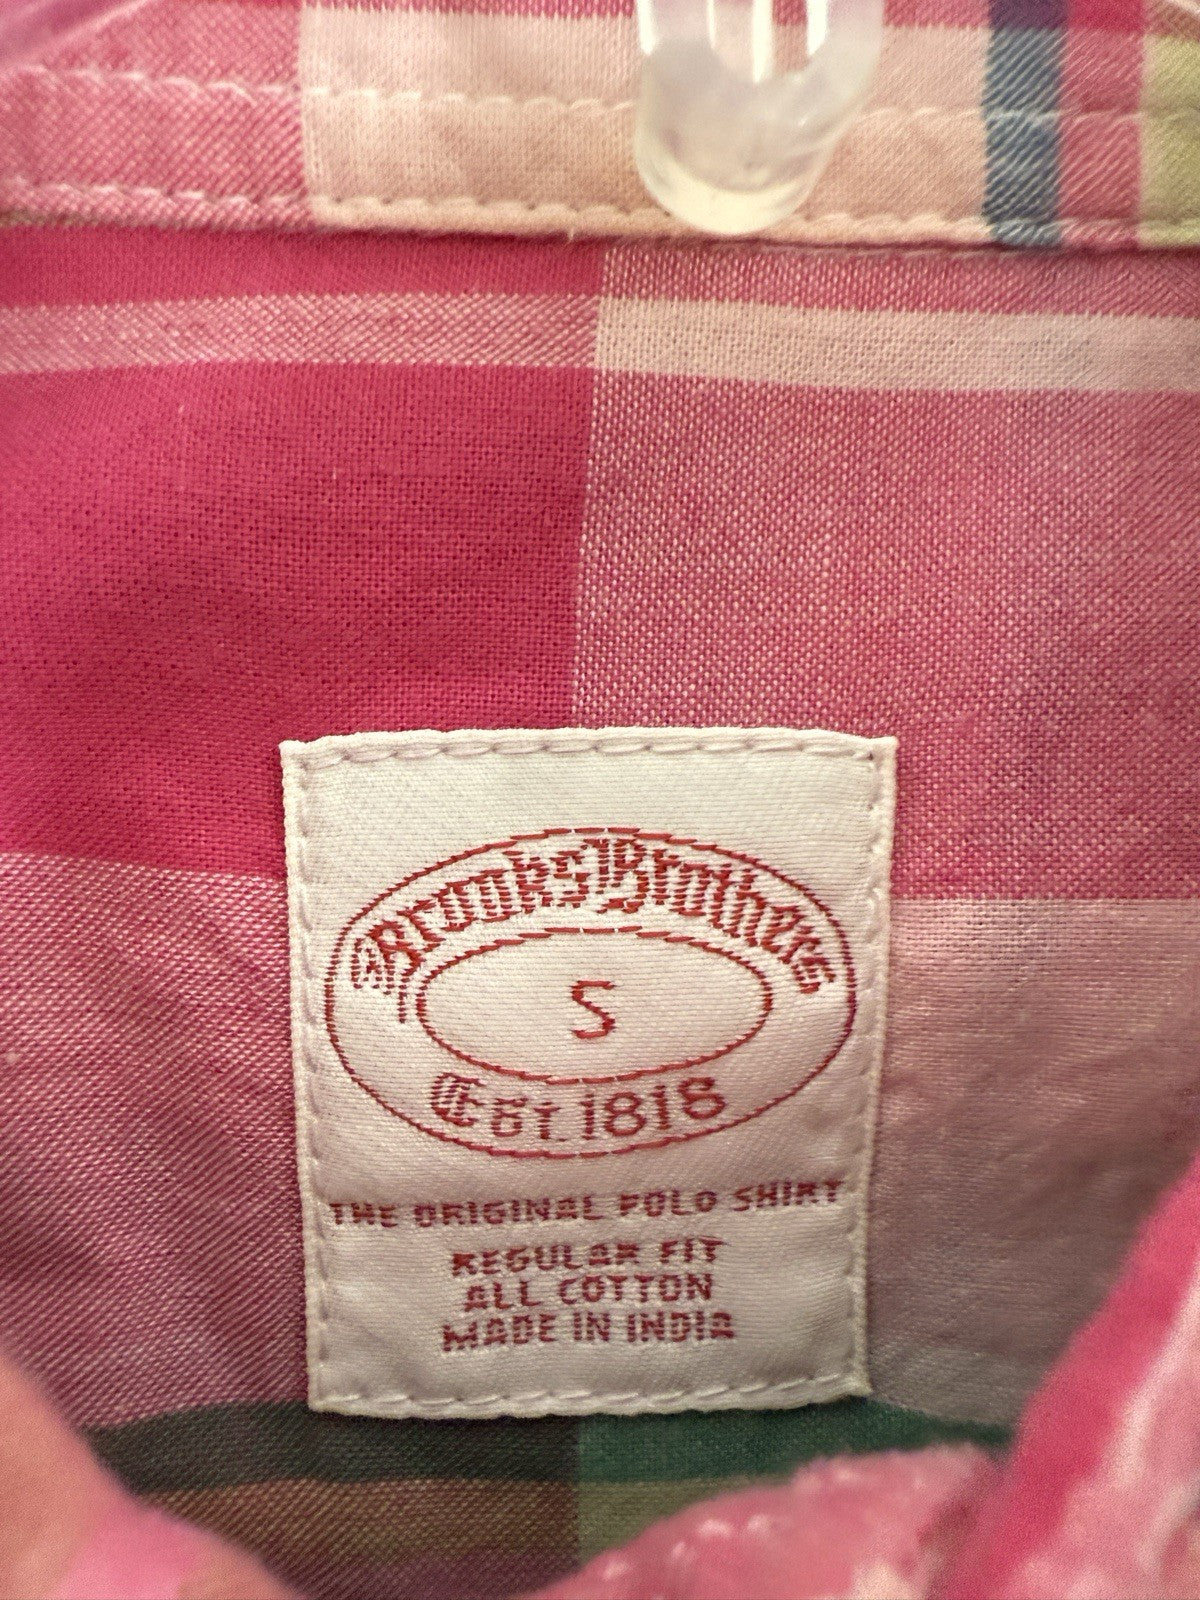 Brooks Brothers
S
Est. 1818
THE ORIGINAL POLO SHIRT
REGULAR FIT
ALL COTTON
MADE IN INDIA